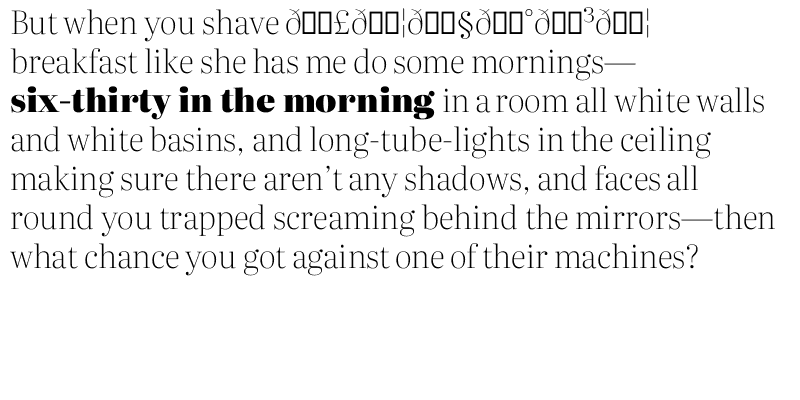 But when you shave
breakfast like she has me do some mornings—
six-thirty in the morning in a room all white walls
and white basins, and long-tube-lights in the ceiling
making sure there aren’t any shadows, and faces all
round you trapped screaming behind the mirrors—then
what chance you got against one of their machines?